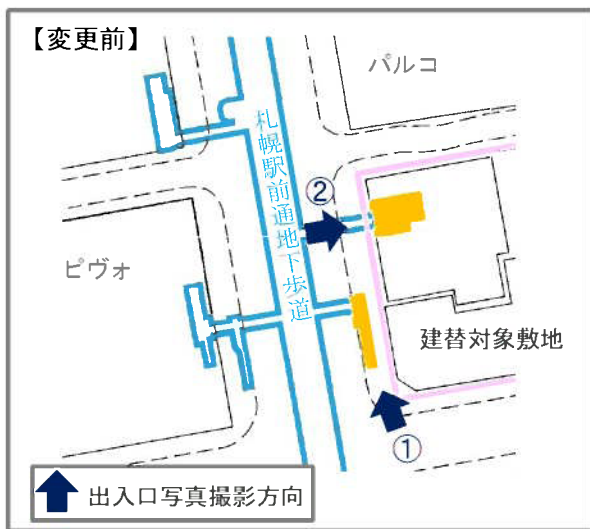 【変更前】
パルコ
札幌駅前通地下歩道
②
ピヴォ
建替対象敷地
①
出入口写真撮影方向